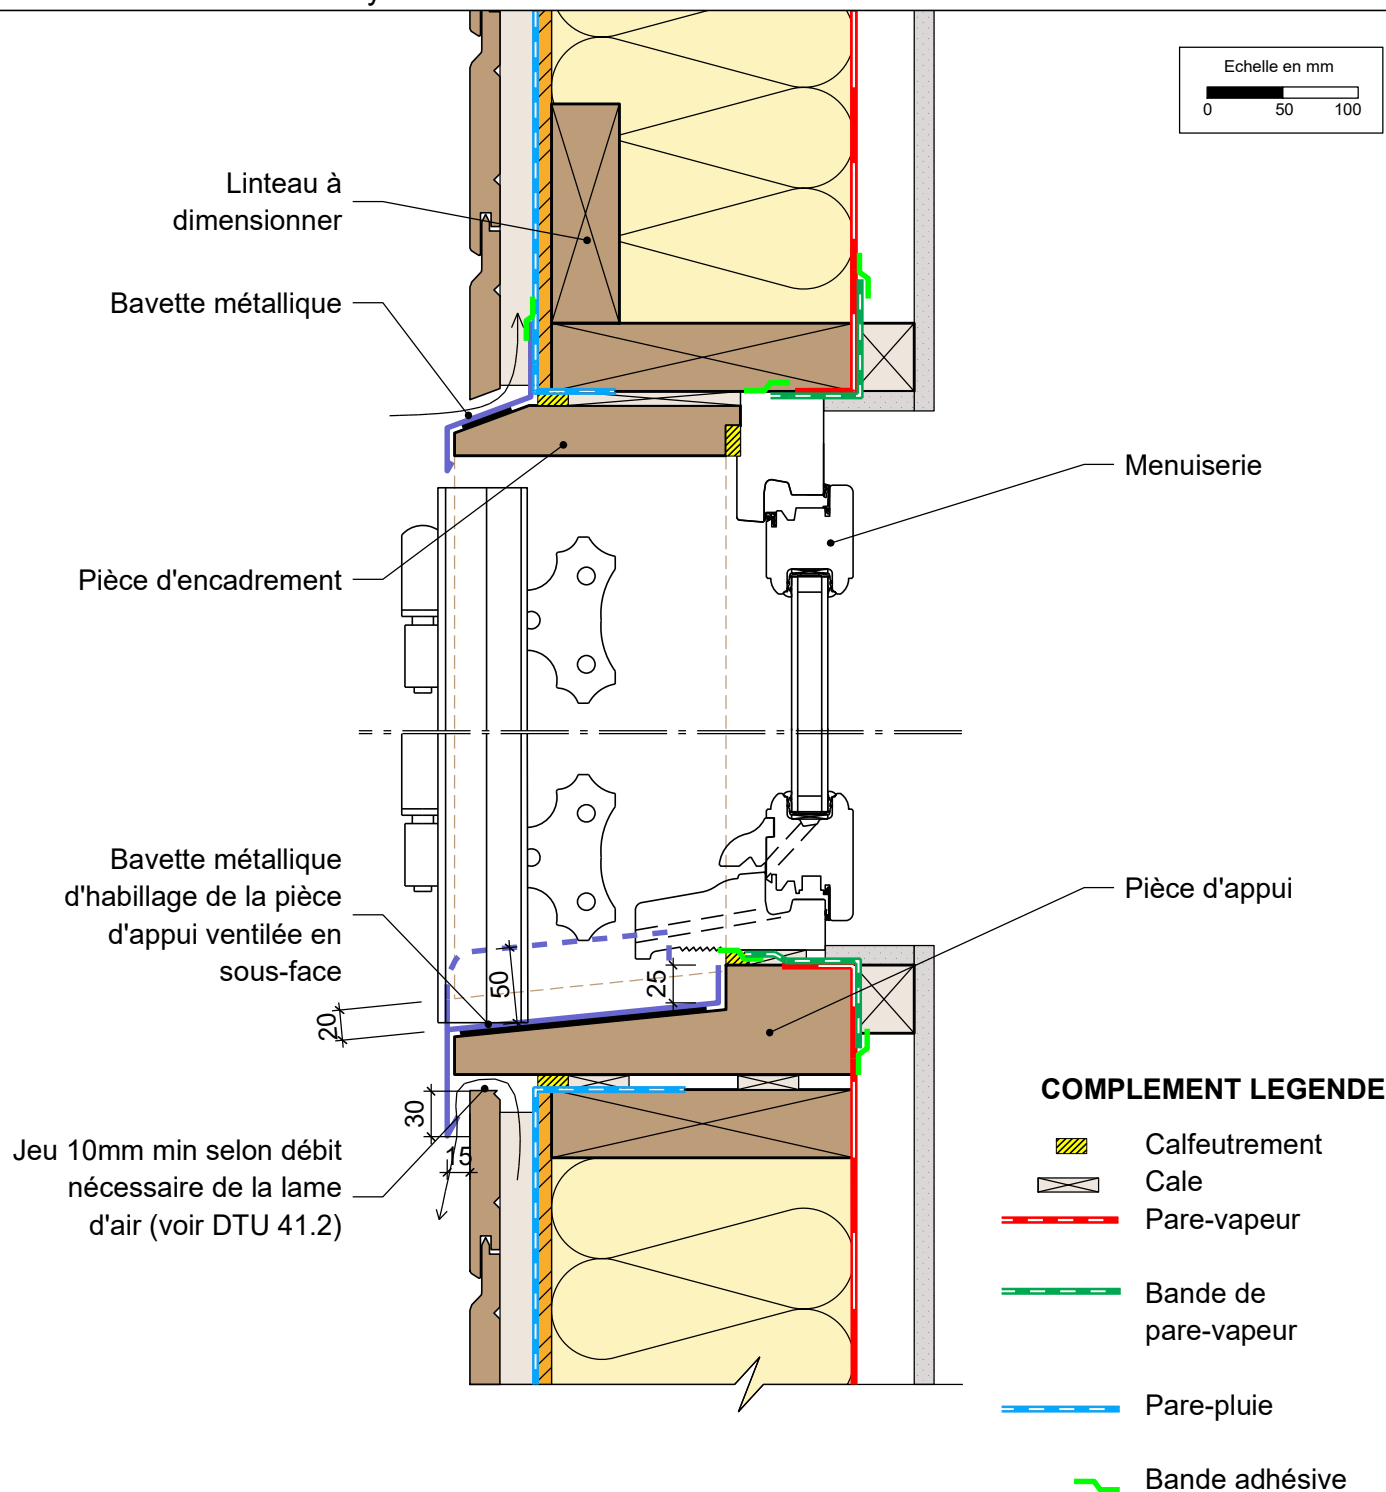 Echelle en mm
0 50 100
Linteau à
dimensionner
Bavette métallique
Menuiserie
Pièce d'encadrement
Bavette métallique
d'habillage de la pièce
d'appui ventilée en
sous-face
Pièce d'appui
50
25
20
30
15
Jeu 10mm min selon débit
nécessaire de la lame
d'air (voir DTU 41.2)
COMPLEMENT LEGENDE
Calfeutrement
Cale
Pare-vapeur
Bande de
pare-vapeur
Pare-pluie
Bande adhésive